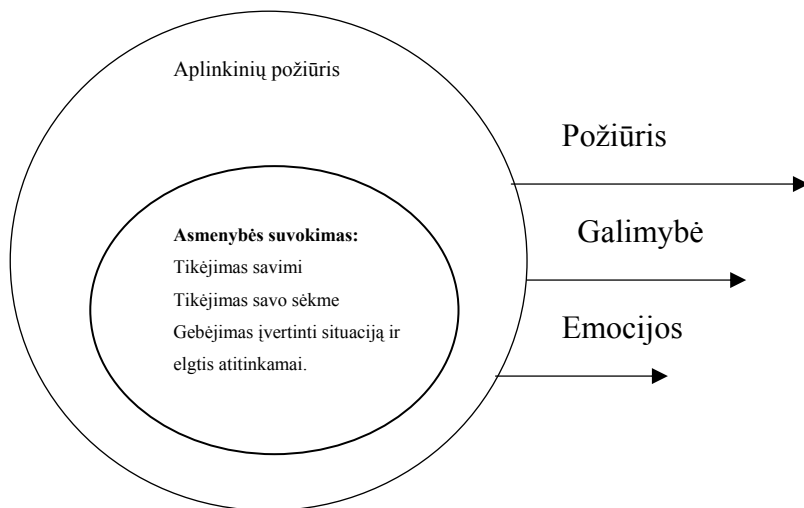 Aplinkinių požiūris
Požiūris
Asmenybės suvokimas:
Tikėjimas savimi
Tikėjimas savo sėkme
Gebėjimas įvertinti situaciją ir
elgtis atitinkamai.
Galimybė
Emocijos